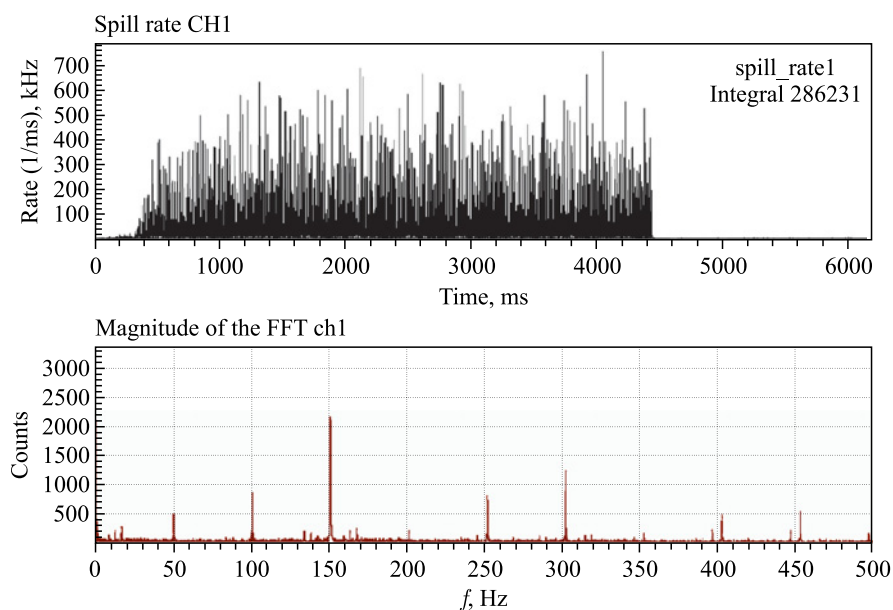 Spill rate CH1
Rate (1/ms), kHz
700
600
500
400
300
200
100
spill_rate1
Integral 286231
0 1000 2000 3000 4000 5000 6000
Time, ms
Magnitude of the FFT ch1
Counts
3000
2500
2000
1500
1000
500
0 50 100 150 200 250 300 350 400 450 500
f, Hz